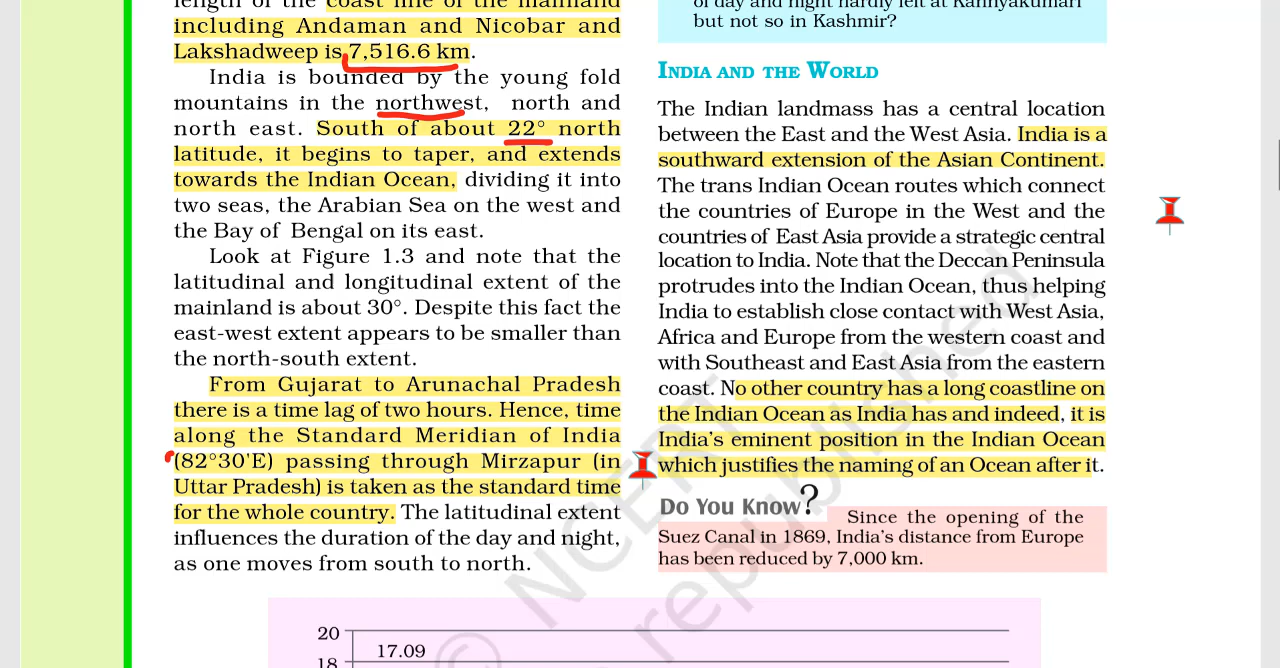 length of the coast line of the mainland
including Andaman and Nicobar and
Lakshadweep is 7,516.6 km.
India is bounded by the young fold
mountains in the northwest, north and
north east. South of about 22° north
latitude, it begins to taper, and extends
towards the Indian Ocean, dividing it into
two seas, the Arabian Sea on the west and
the Bay of Bengal on its east.
Look at Figure 1.3 and note that the
latitudinal and longitudinal extent of the
mainland is about 30°. Despite this fact the
east-west extent appears to be smaller than
the north-south extent.
From Gujarat to Arunachal Pradesh
there is a time lag of two hours. Hence, time
along the Standard Meridian of India
(82°30'E) passing through Mirzapur (in
Uttar Pradesh) is taken as the standard time
for the whole country. The latitudinal extent
influences the duration of the day and night,
as one moves from south to north.
of day and night hardly felt at Kanniyakumari
but not so in Kashmir?
INDIA AND THE WORLD
The Indian landmass has a central location
between the East and the West Asia. India is a
southward extension of the Asian Continent.
The trans Indian Ocean routes which connect
the countries of Europe in the West and the
countries of East Asia provide a strategic central
location to India. Note that the Deccan Peninsula
protrudes into the Indian Ocean, thus helping
India to establish close contact with West Asia,
Africa and Europe from the western coast and
with Southeast and East Asia from the eastern
coast. No other country has a long coastline on
the Indian Ocean as India has and indeed, it is
India's eminent position in the Indian Ocean
which justifies the naming of an Ocean after it.
Do You Know?
Since the opening of the
Suez Canal in 1869, India's distance from Europe
has been reduced by 7,000 km.
20
17.09
18
© NCERT
republished